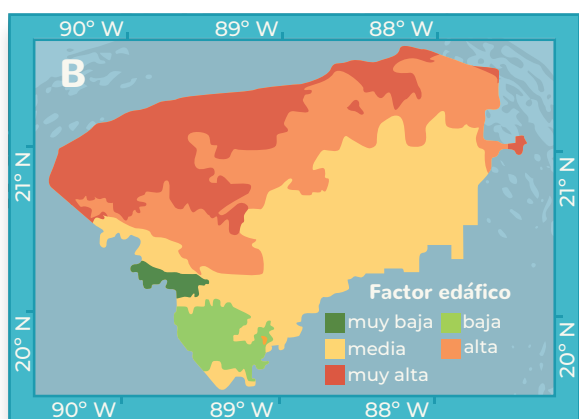 90° W 89° W 88° W
B
21° N 21° N
Factor edáfico
muy baja baja
media alta
muy alta
20° N 20° N
90° W 89° W 88° W